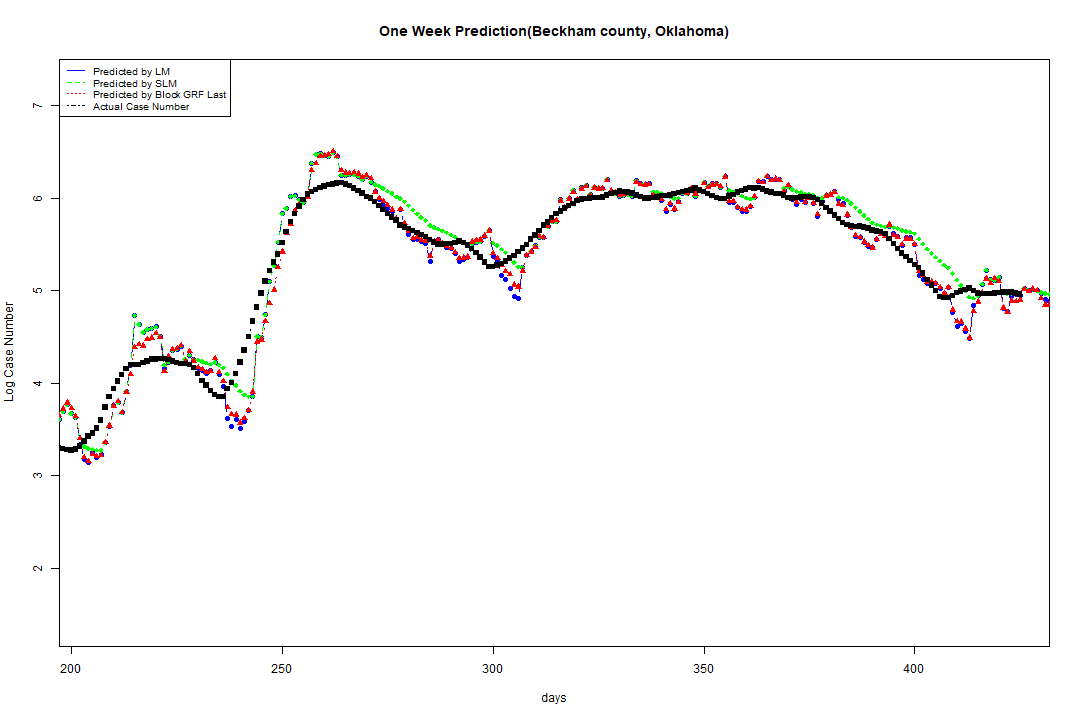 One Week Prediction(Beckham county, Oklahoma)
Predicted by LM
Predicted by SLM
Predicted by Block GRF Last
Actual Case Number
7
6
5
4
3
2
Log Case Number
200 250 300 350 400
days